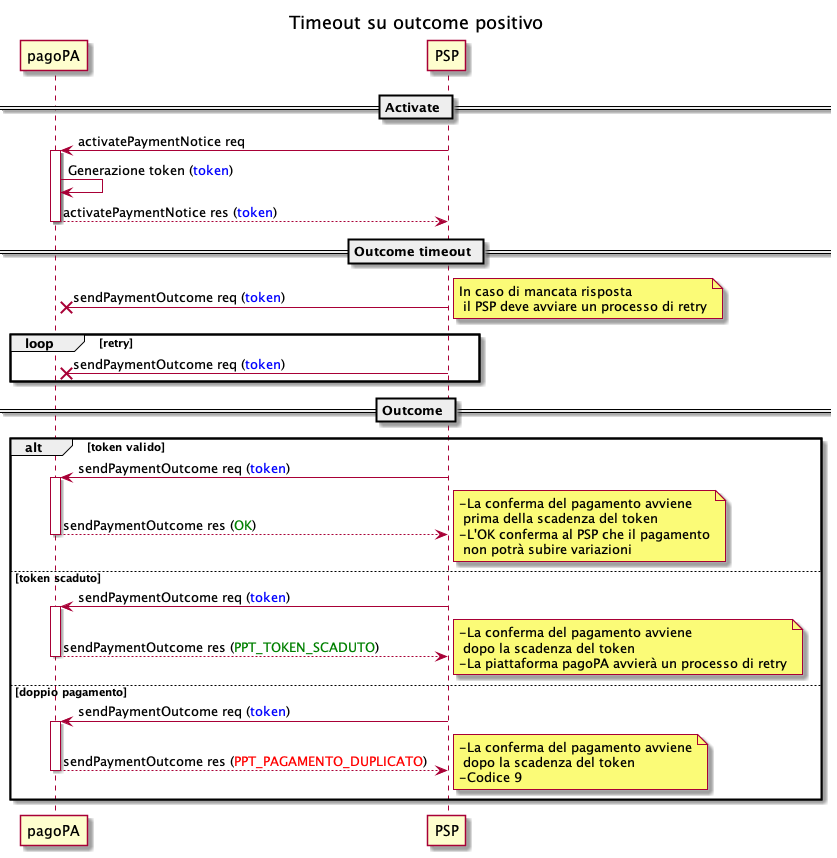 Timeout su outcome positivo
pagoPA
PSP
Activate
activatePaymentNotice req
Generazione token (token)
activatePaymentNotice res (token)
Outcome timeout
sendPaymentOutcome req (token)
In caso di mancata risposta
il PSP deve avviare un processo di retry
loop
[retry]
sendPaymentOutcome req (token)
Outcome
alt
[token valido]
sendPaymentOutcome req (token)
-La conferma del pagamento avviene
prima della scadenza del token
-L'OK conferma al PSP che il pagamento
non potrà subire variazioni
sendPaymentOutcome res (OK)
[token scaduto]
sendPaymentOutcome req (token)
-La conferma del pagamento avviene
dopo la scadenza del token
-La piattaforma pagoPA avvierà un processo di retry
sendPaymentOutcome res (PPT_TOKEN_SCADUTO)
[doppio pagamento]
sendPaymentOutcome req (token)
-La conferma del pagamento avviene
dopo la scadenza del token
-Codice 9
sendPaymentOutcome res (PPT_PAGAMENTO_DUPLICATO)
pagoPA
PSP